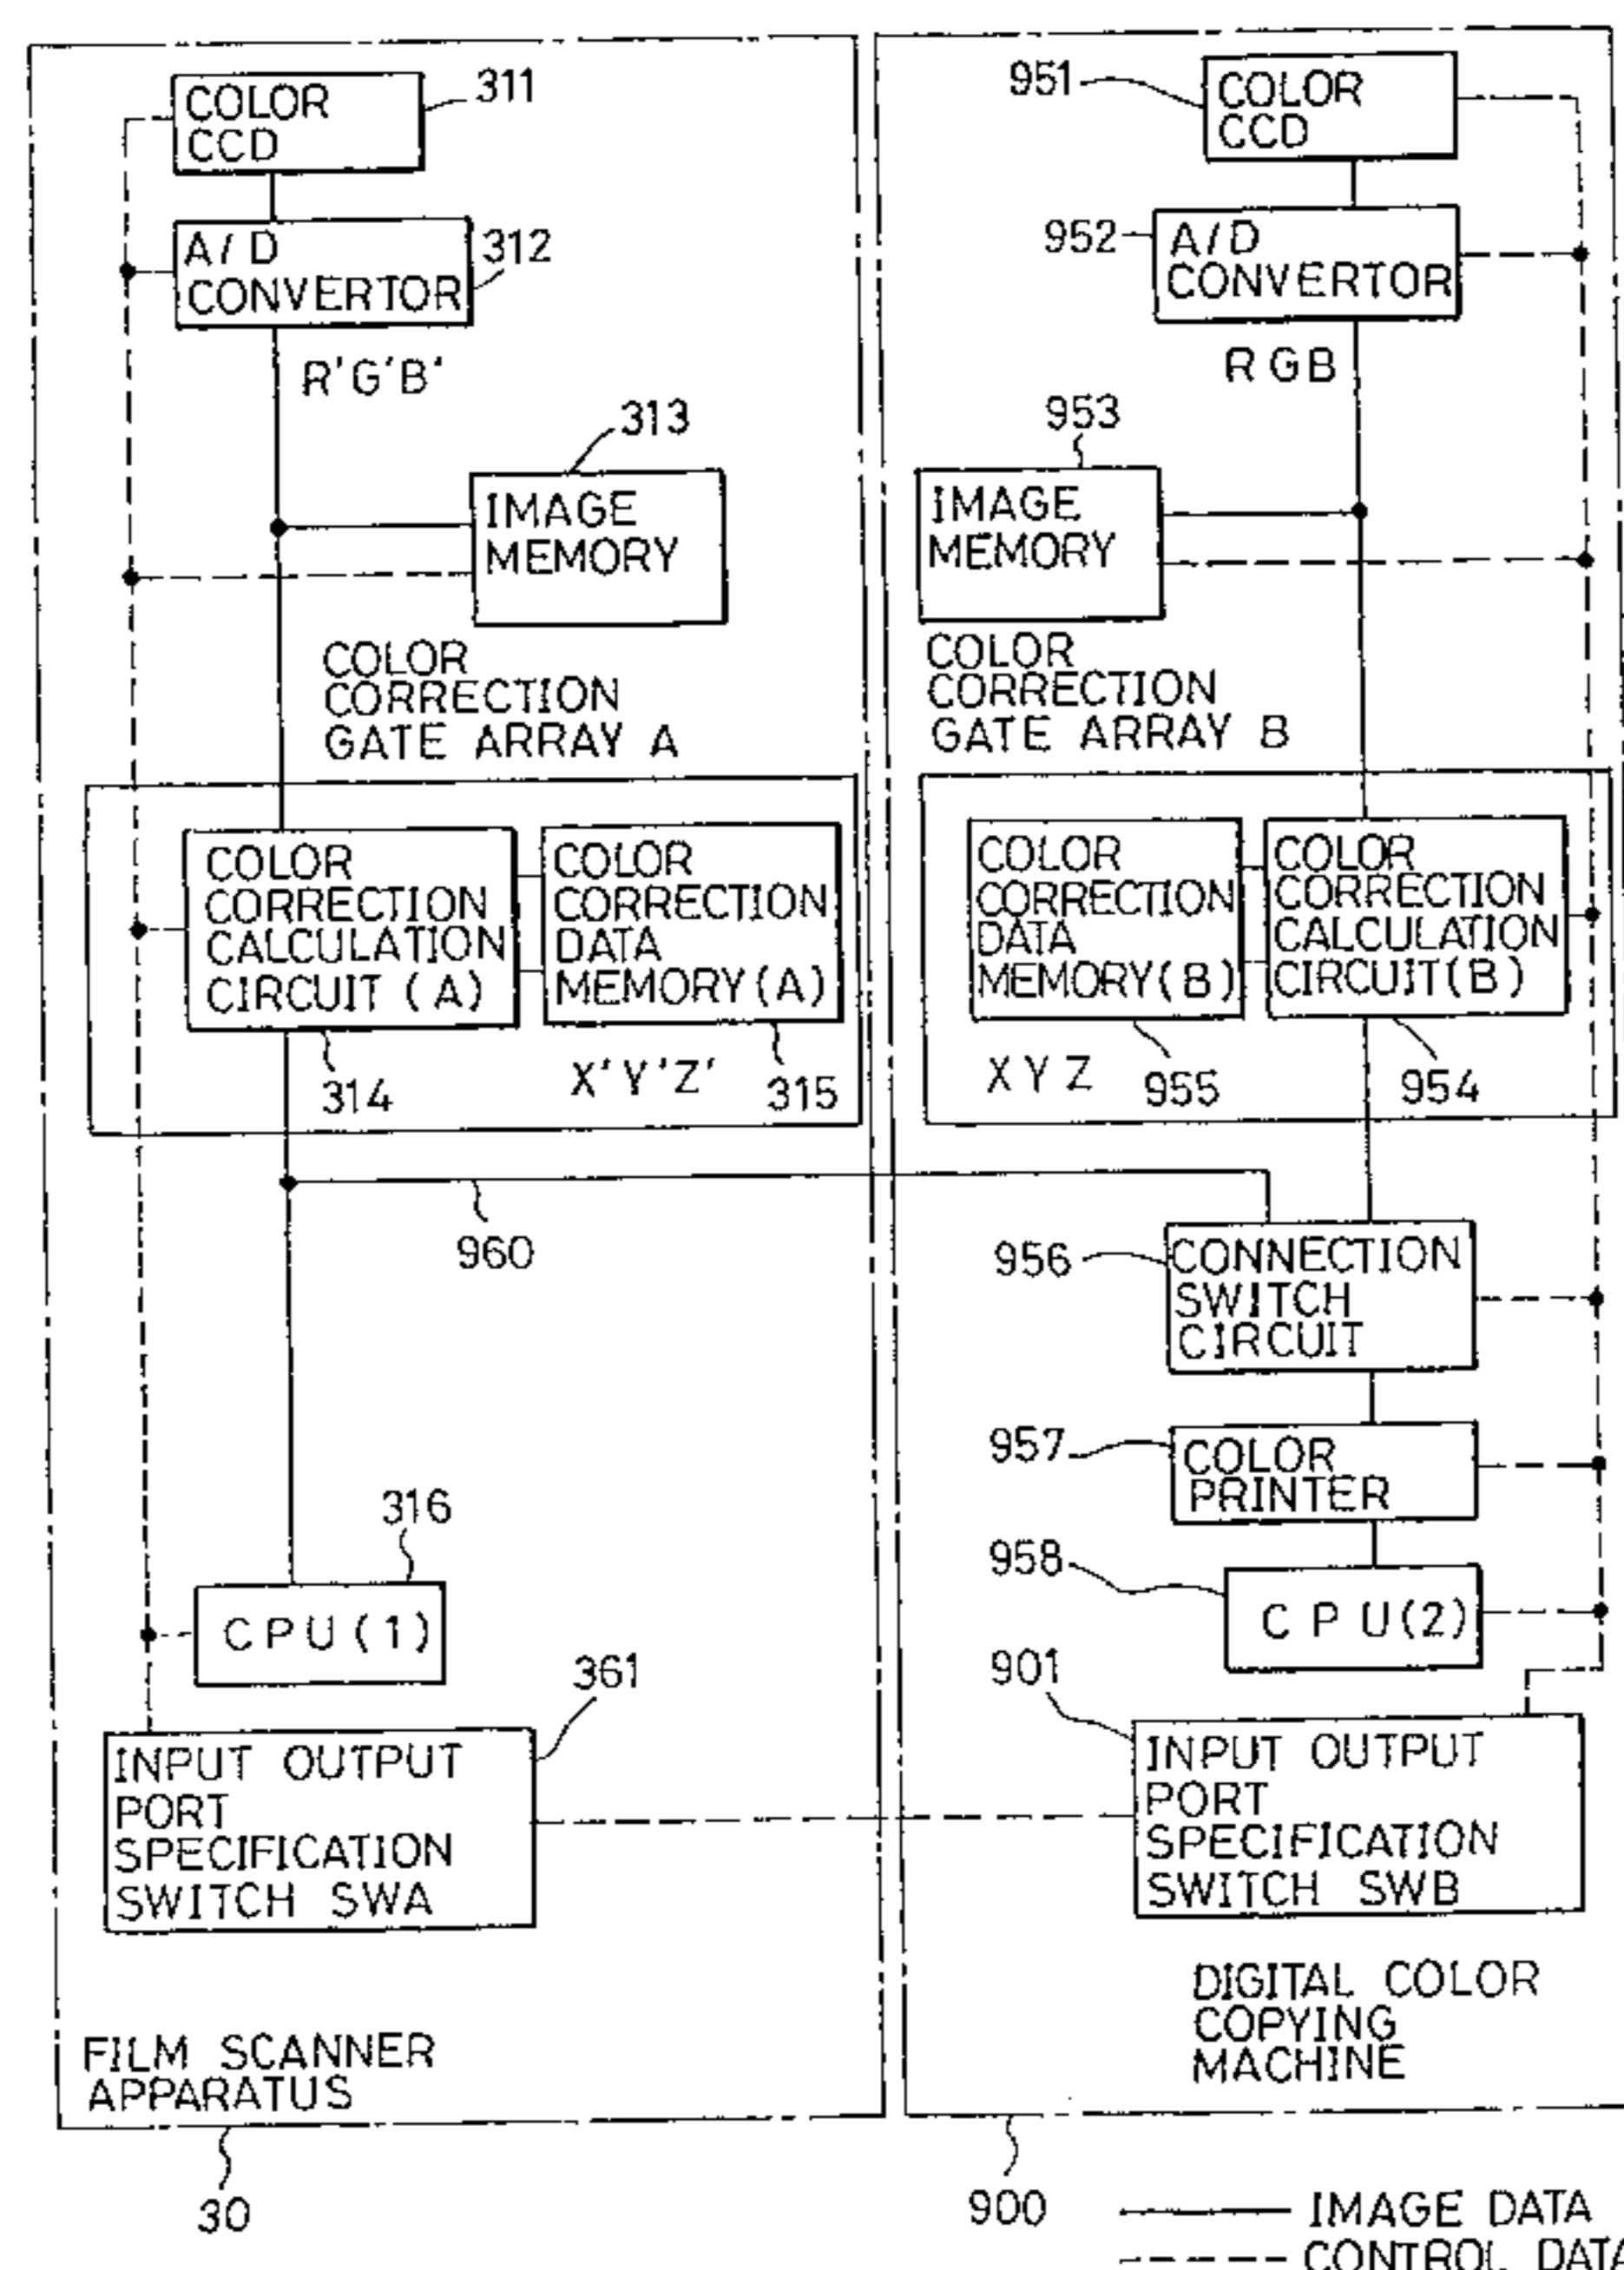 COLOR
CCD
311
A/D
CONVERTOR
312
R'G'B'
313
IMAGE
MEMORY
COLOR
CORRECTION
GATE ARRAY A
COLOR
CORRECTION
CALCULATION
CIRCUIT (A)
COLOR
CORRECTION
DATA
MEMORY(A)
314
X'Y'Z'
315
960
316
CPU(1)
361
INPUT OUTPUT
PORT
SPECIFICATION
SWITCH SWA
FILM SCANNER
APPARATUS
30
951
COLOR
CCD
952
A/D
CONVERTOR
RGB
953
IMAGE
MEMORY
COLOR
CORRECTION
GATE ARRAY B
COLOR
CORRECTION
DATA
MEMORY(B)
COLOR
CORRECTION
CALCULATION
CIRCUIT(B)
XYZ
955
954
956
CONNECTION
SWITCH
CIRCUIT
957
COLOR
PRINTER
958
CPU(2)
901
INPUT OUTPUT
PORT
SPECIFICATION
SWITCH SWB
DIGITAL COLOR
COPYING
MACHINE
900
IMAGE DATA
CONTROL DATA